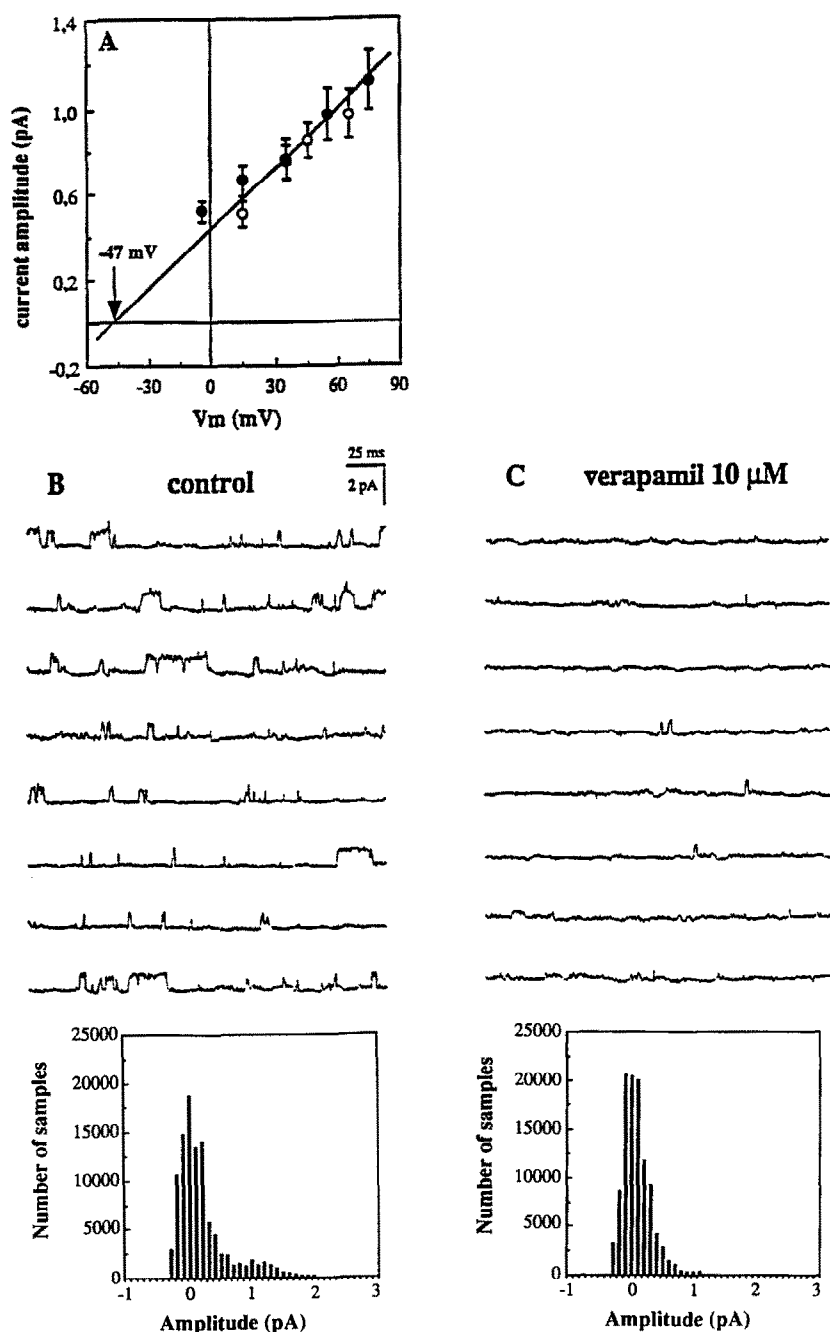 A
1,4
1,0
0,6
0,2
-0,2
current amplitude (pA)
-47 mV
-60 -30 0 30 60 90
Vm (mV)
B control
25 ms
2 pA
C verapamil 10 µM
25000
20000
15000
10000
5000
0
Number of samples
-1 0 1 2 3
Amplitude (pA)
25000
20000
15000
10000
5000
0
Number of samples
-1 0 1 2 3
Amplitude (pA)